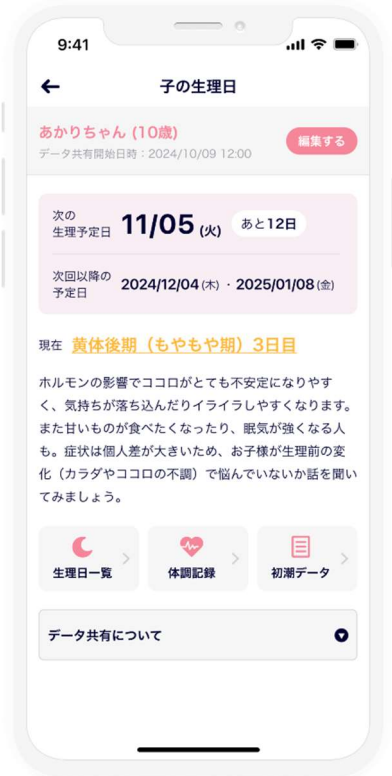 9:41
子の生理日
あかりちゃん (10歳)
データ共有開始日時：2024/10/09 12:00
編集する
次の
生理予定日
11/05 (火)
あと12日
次回以降の
予定日
2024/12/04 (木) ・ 2025/01/08 (金)
現在 黄体後期（もやもや期）3日目
ホルモンの影響でココロがとても不安定になりやす
く、気持ちが落ち込んだりイライラしやすくなります。
また甘いものが食べたくなったり、眠気が強くなる人
も。症状は個人差が大きいため、お子様が生理前の変
化（カラダやココロの不調）で悩んでいないか話を聞い
てみましょう。
生理日一覧
体調記録
初潮データ
データ共有について